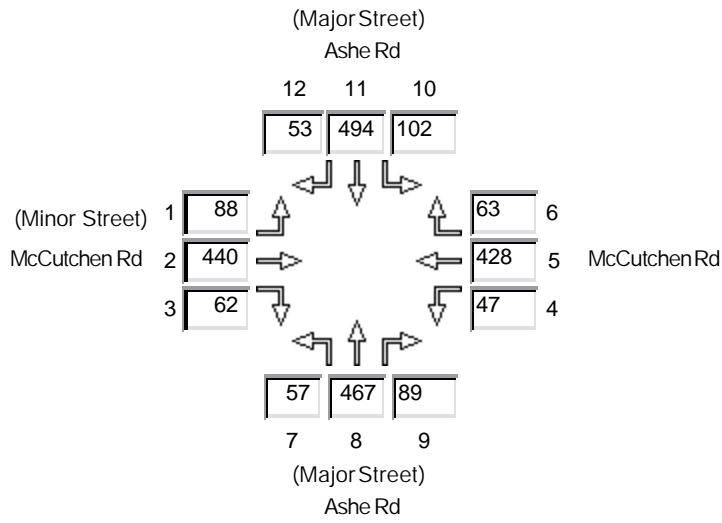 (Major Street)
Ashe Rd
12 11 10
53 494 102
(Minor Street) 1 88 63 6
McCutchen Rd 2 440 428 5 McCutchen Rd
3 62 47 4
57 467 89
7 8 9
(Major Street)
Ashe Rd